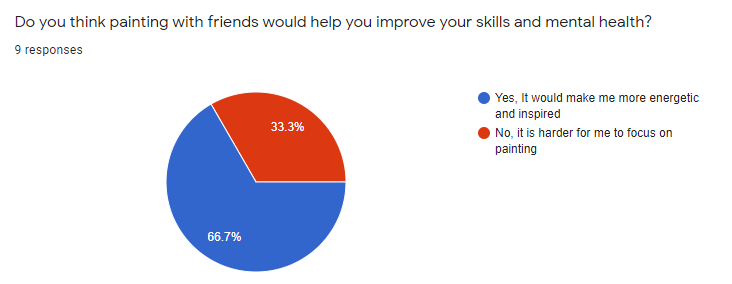 Do you think painting with friends would help you improve your skills and mental health?
9 responses
33.3%
66.7%
Yes, It would make me more energetic
and inspired
No, it is harder for me to focus on
painting